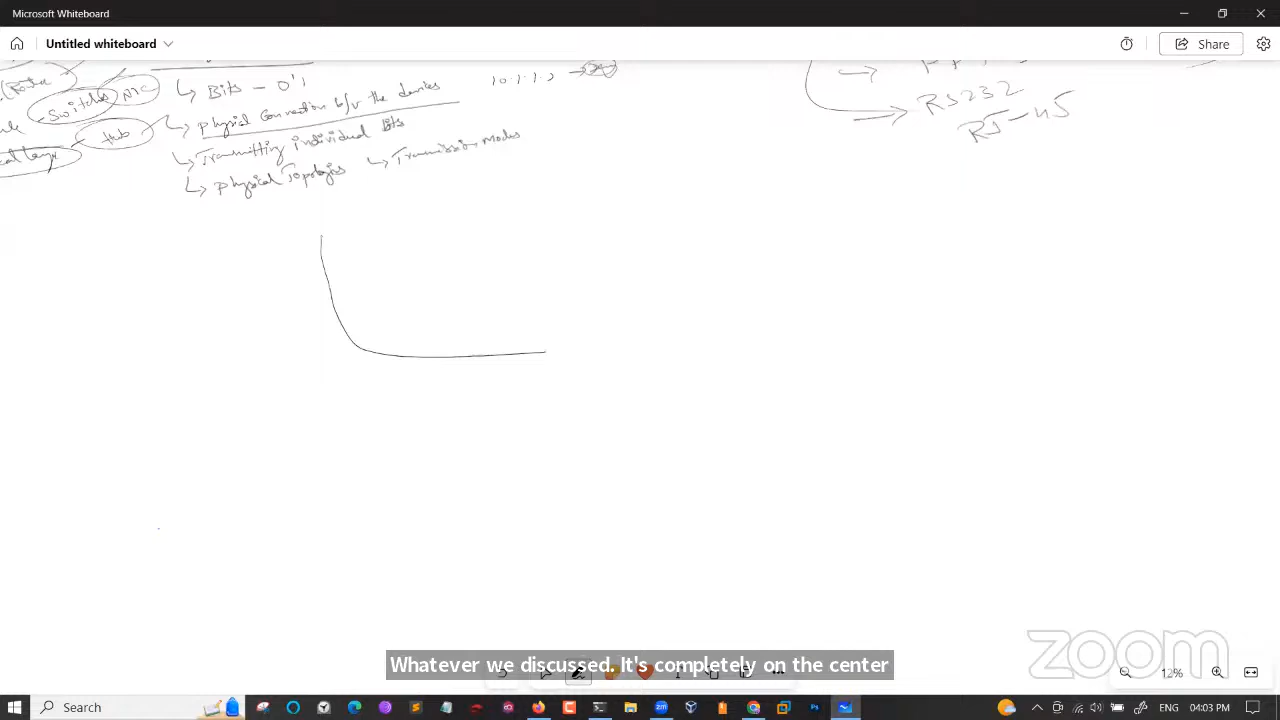 Microsoft Whiteboard
Untitled whiteboard
Share
Switch NIC
Hub
Bits - 0's
Physical Connection b/w the devices
Transmitting individual bits
Physical Topologies
Transmission modes
10.1.1.2
RS232
RJ-45
zoom
Whatever we discussed. It's completely on the center
12%
Search
ENG
04:03 PM